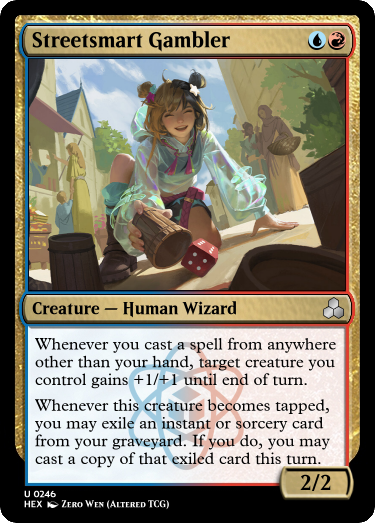 Streetsmart Gambler
Creature — Human Wizard
Whenever you cast a spell from anywhere
other than your hand, target creature you
control gains +1/+1 until end of turn.
Whenever this creature becomes tapped,
you may exile an instant or sorcery card
from your graveyard. If you do, you may
cast a copy of that exiled card this turn.
2/2
U 0246
HEX Zero Wen (Altered TCG)